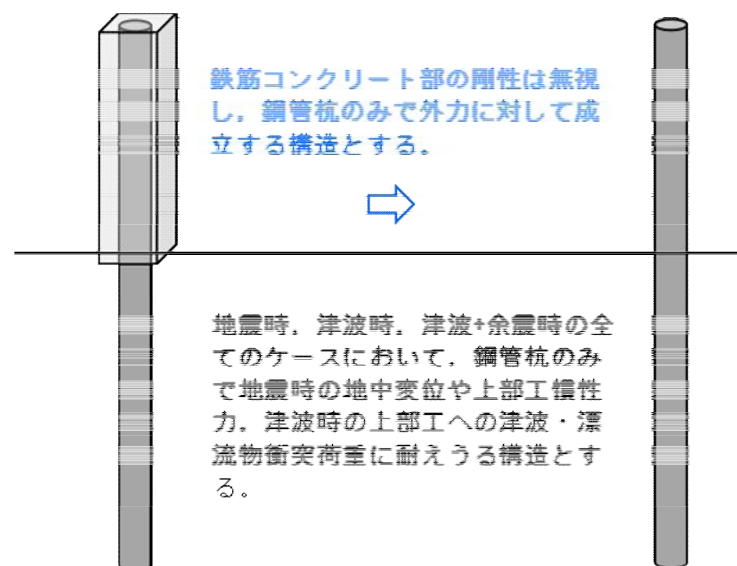 鉄筋コンクリート部の剛性は無視
し，鋼管杭のみで外力に対して成
立する構造とする。
地震時，津波時，津波+余震時の全
てのケースにおいて，鋼管杭のみ
で地震時の地中変位や上部工慣性
力，津波時の上部工への津波・漂
流物衝突荷重に耐えうる構造とす
る。